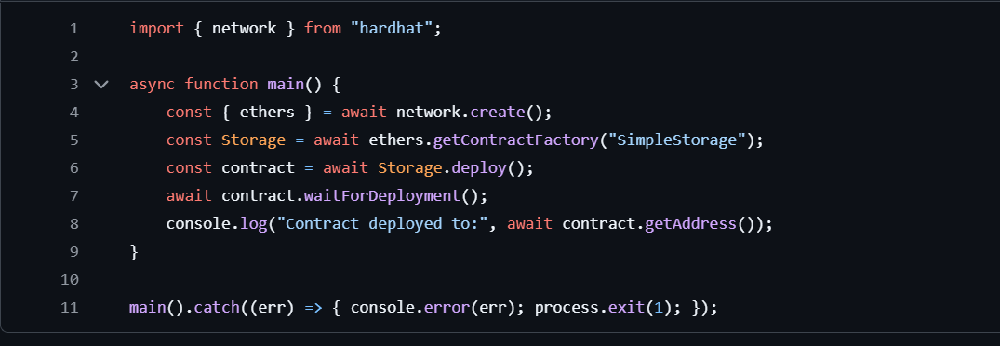 1 import { network } from "hardhat";
2
3 async function main() {
4     const { ethers } = await network.create();
5     const Storage = await ethers.getContractFactory("SimpleStorage");
6     const contract = await Storage.deploy();
7     await contract.waitForDeployment();
8     console.log("Contract deployed to:", await contract.getAddress());
9 }
10
11 main().catch((err) => { console.error(err); process.exit(1); });